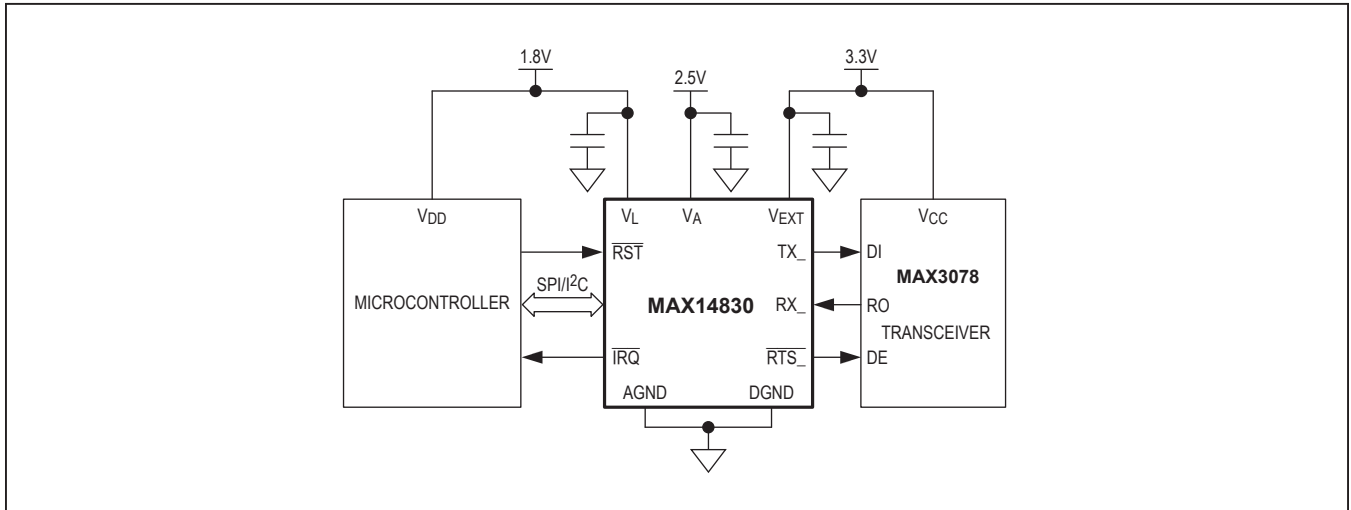 1.8V
2.5V
3.3V
VDD
VL
VA
VEXT
VCC
RST
TX_
DI
SPI/I²C
MAX3078
MICROCONTROLLER
MAX14830
RX_
RO
TRANSCEIVER
IRQ
RTS_
DE
AGND
DGND